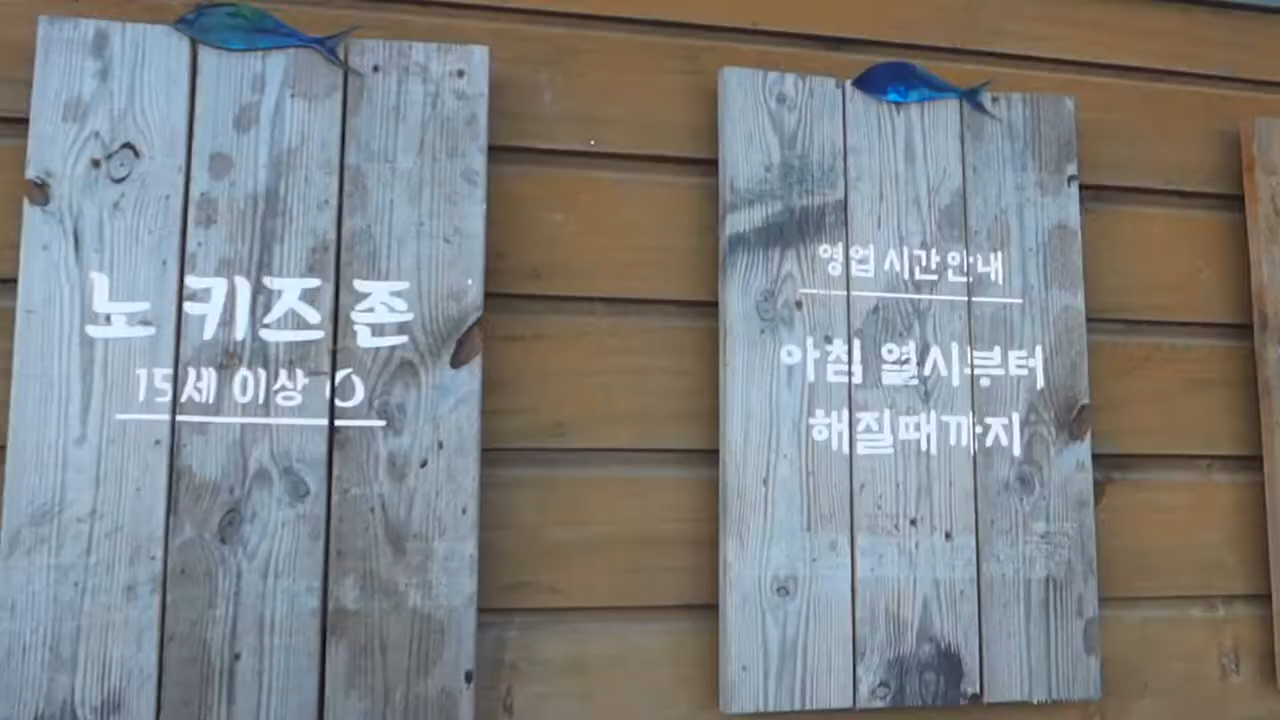 노 키즈 존
15세 이상 O
영업 시간 안내
아침 열시부터
해질때까지